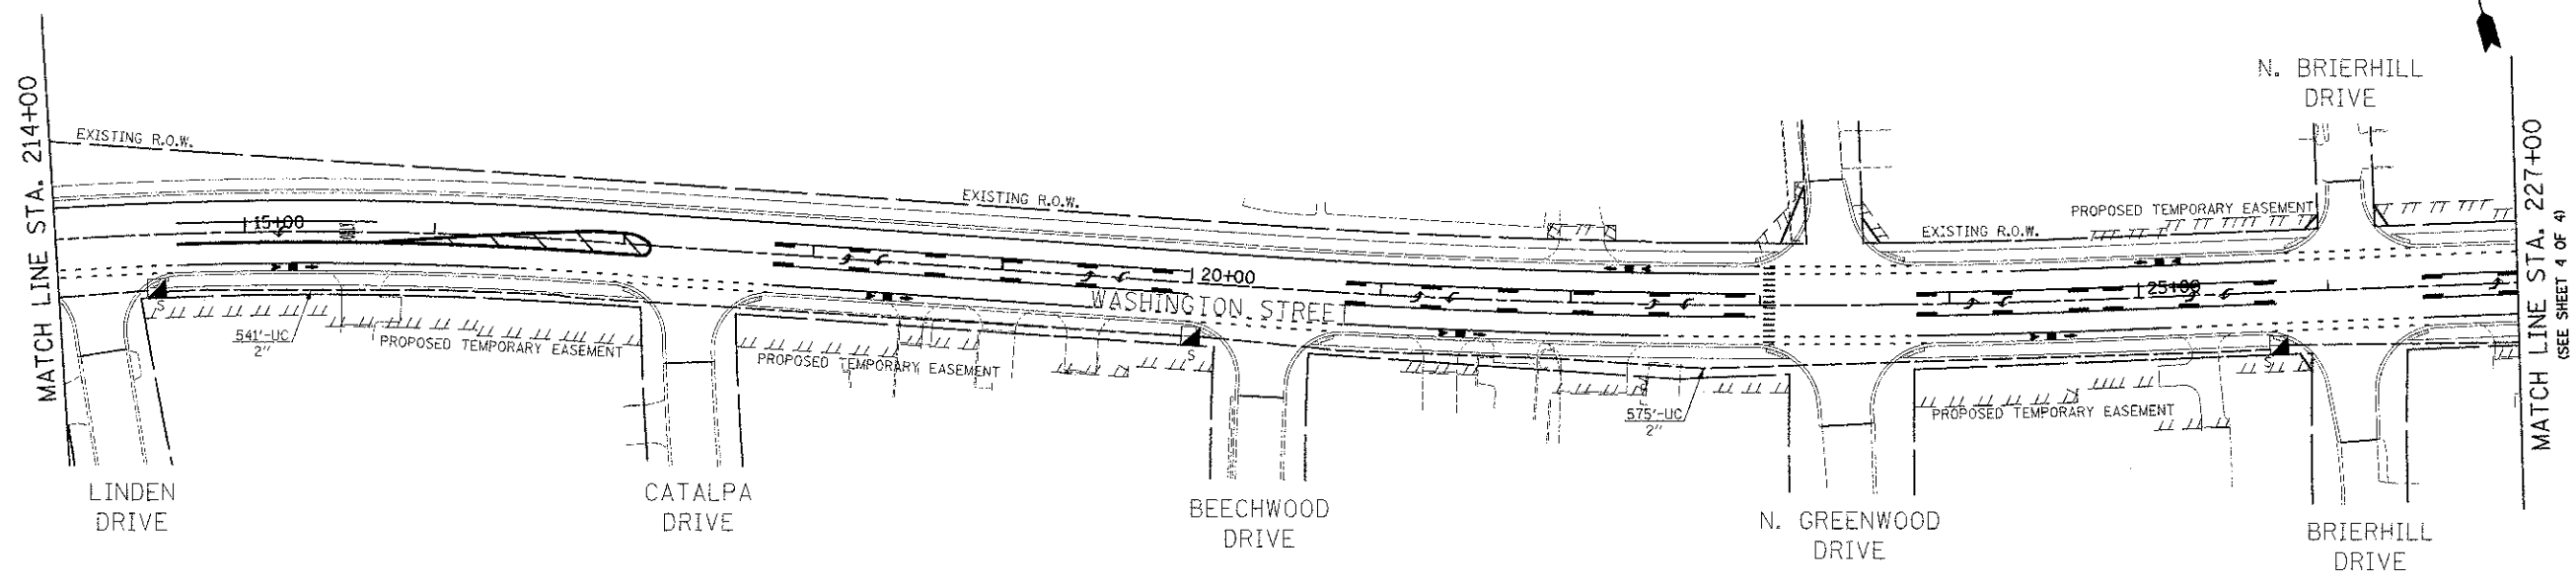 N. BRIERHILL
DRIVE
MATCH LINE STA. 214+00
EXISTING R.O.W.
EXISTING R.O.W.
EXISTING R.O.W.
PROPOSED TEMPORARY EASEMENT
MATCH LINE STA. 227+00
(SEE SHEET 4 OF 4)
15+00
20+00
25+00
WASHINGTON STREET
S
S
S
541'-UC
2"
PROPOSED TEMPORARY EASEMENT
PROPOSED TEMPORARY EASEMENT
575'-UC
2"
PROPOSED TEMPORARY EASEMENT
LINDEN
DRIVE
CATALPA
DRIVE
BEECHWOOD
DRIVE
N. GREENWOOD
DRIVE
BRIERHILL
DRIVE